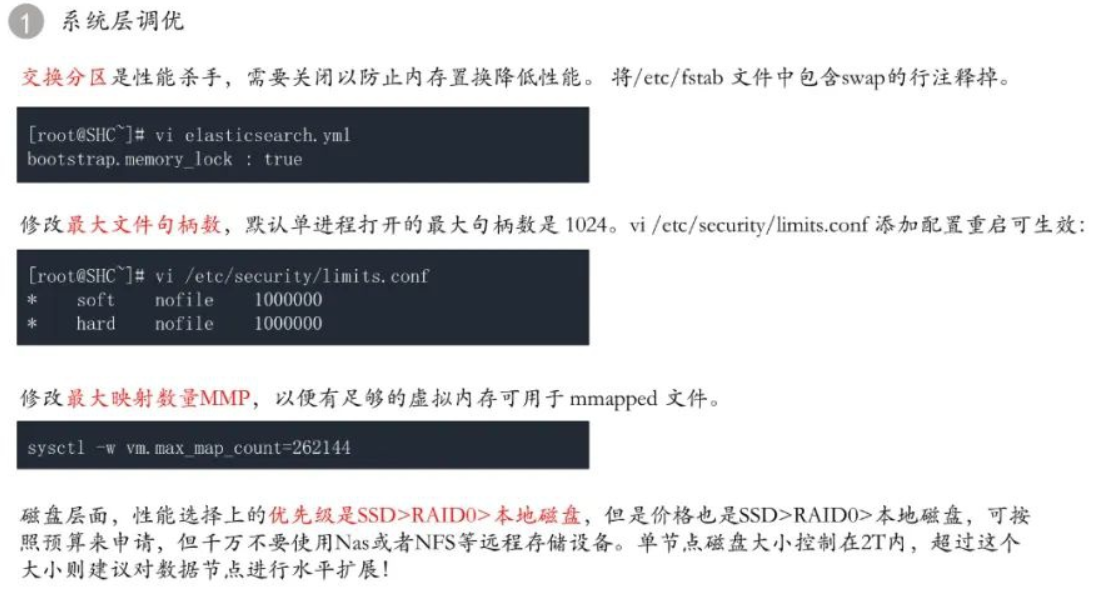 1 系统层调优
交换分区是性能杀手，需要关闭以防止内存置换降低性能。 将/etc/fstab 文件中包含swap的行注释掉。
[root@SHC~]# vi elasticsearch.yml
bootstrap.memory_lock : true
修改最大文件句柄数，默认单进程打开的最大句柄数是 1024。vi /etc/security/limits.conf 添加配置重启可生效：
[root@SHC~]# vi /etc/security/limits.conf
* soft nofile 1000000
* hard nofile 1000000
修改最大映射数量MMP，以便有足够的虚拟内存可用于 mmapped 文件。
sysctl -w vm.max_map_count=262144
磁盘层面，性能选择上的优先级是SSD>RAID0>本地磁盘，但是价格也是SSD>RAID0>本地磁盘，可按
照预算来申请，但千万不要使用Nas或者NFS等远程存储设备。单节点磁盘大小控制在2T内，超过这个
大小则建议对数据节点进行水平扩展！